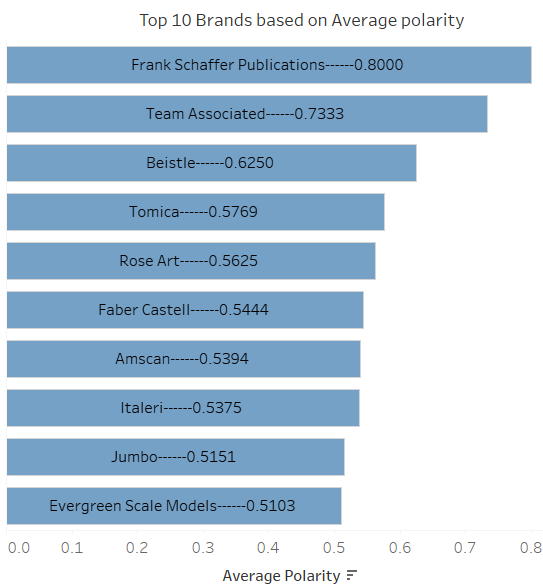 Top 10 Brands based on Average polarity
Frank Schaffer Publications------0.8000
Team Associated------0.7333
Beistle------0.6250
Tomica------0.5769
Rose Art------0.5625
Faber Castell------0.5444
Amscan------0.5394
Italeri------0.5375
Jumbo------0.5151
Evergreen Scale Models------0.5103
0.0 0.1 0.2 0.3 0.4 0.5 0.6 0.7 0.8
Average Polarity